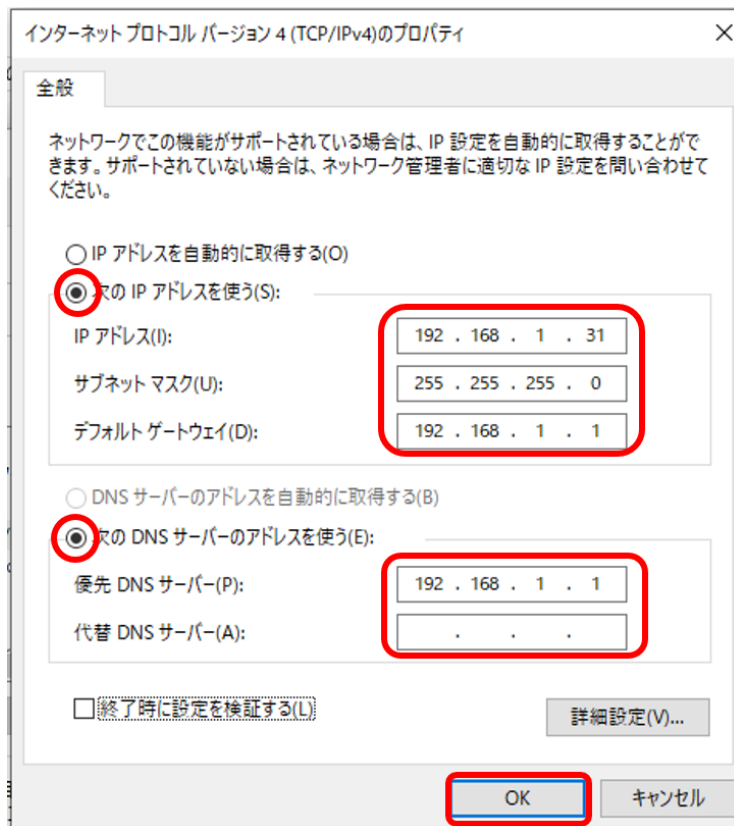 インターネット プロトコル バージョン 4 (TCP/IPv4)のプロパティ
全般
ネットワークでこの機能がサポートされている場合は、IP 設定を自動的に取得することがで
きます。サポートされていない場合は、ネットワーク管理者に適切な IP 設定を問い合わせて
ください。
IP アドレスを自動的に取得する(O)
次の IP アドレスを使う(S):
IP アドレス(I): 192 . 168 . 1 . 31
サブネット マスク(U): 255 . 255 . 255 . 0
デフォルト ゲートウェイ(D): 192 . 168 . 1 . 1
DNS サーバーのアドレスを自動的に取得する(B)
次の DNS サーバーのアドレスを使う(E):
優先 DNS サーバー(P): 192 . 168 . 1 . 1
代替 DNS サーバー(A): . . .
終了時に設定を検証する(L)
詳細設定(V)...
OK キャンセル